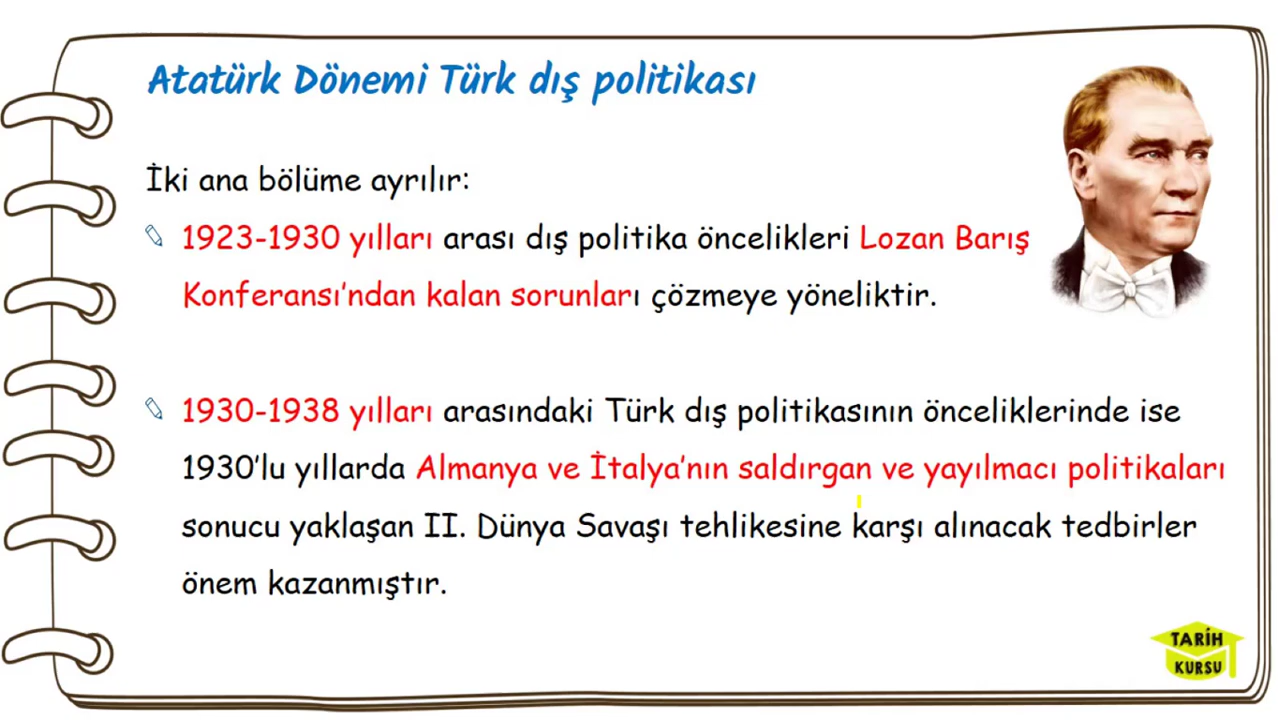 Atatürk Dönemi Türk dış politikası
İki ana bölüme ayrılır:
1923-1930 yılları arası dış politika öncelikleri Lozan Barış
Konferansı'ndan kalan sorunları çözmeye yöneliktir.
1930-1938 yılları arasındaki Türk dış politikasının önceliklerinde ise
1930'lu yıllarda Almanya ve İtalya'nın saldırgan ve yayılmacı politikaları
sonucu yaklaşan II. Dünya Savaşı tehlikesine karşı alınacak tedbirler
önem kazanmıştır.
TARİH
KURSU